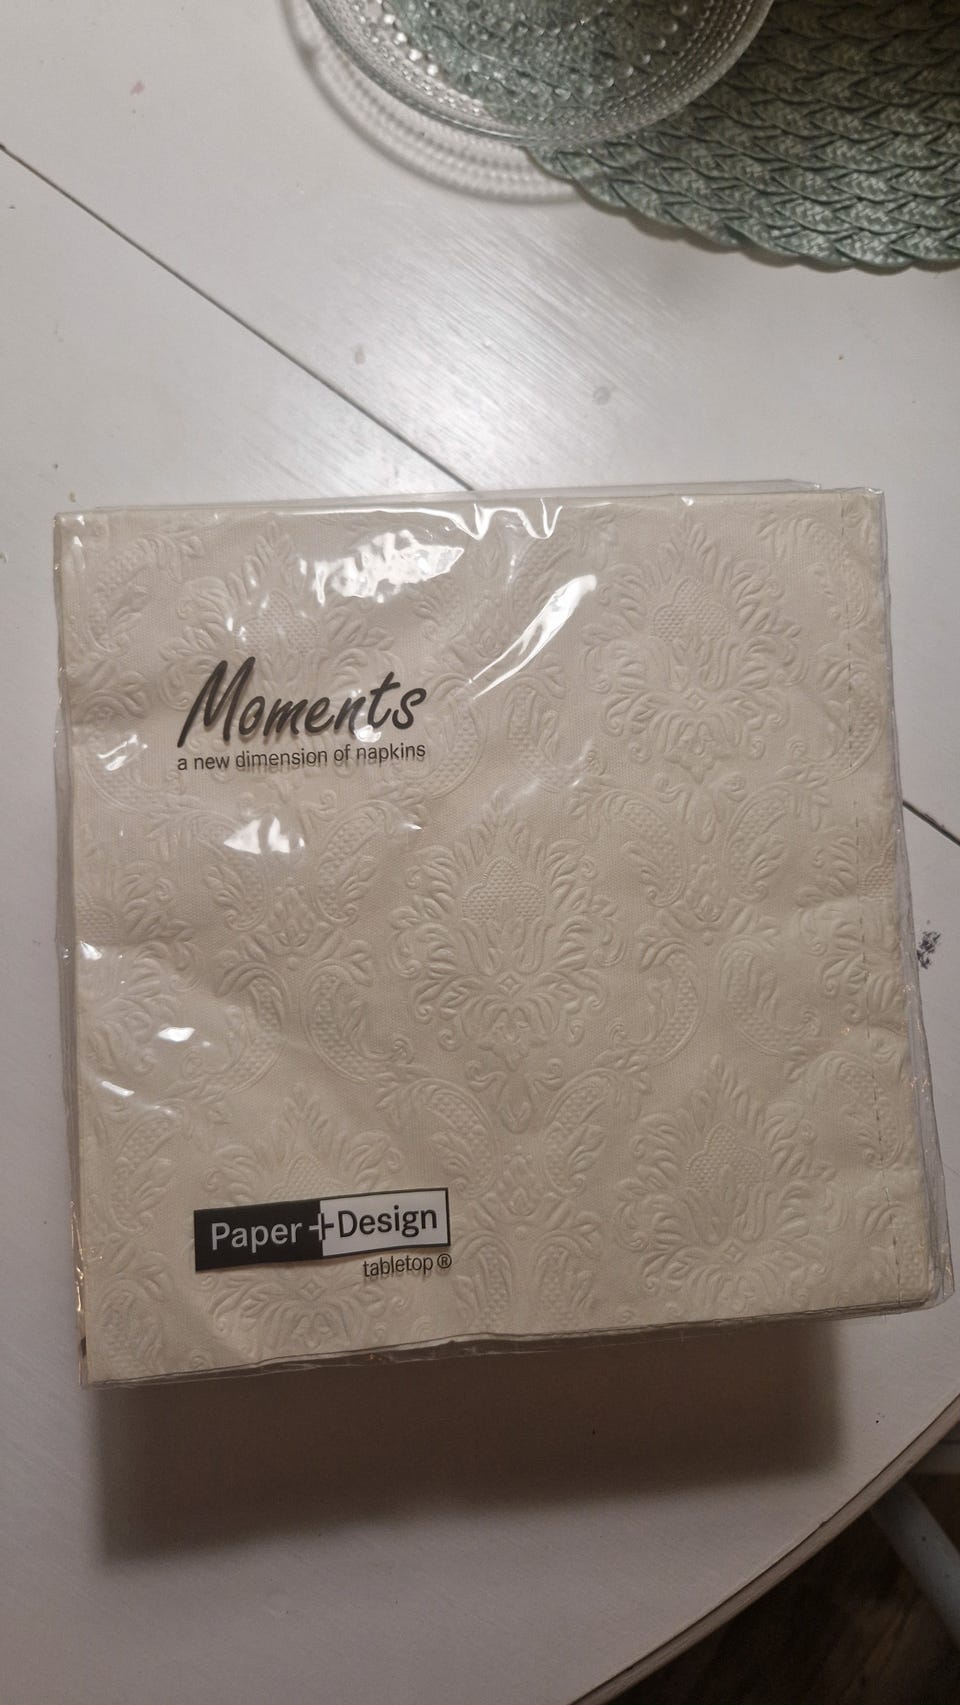 Moments
a new dimension of napkins
Paper+Design
tabletop®